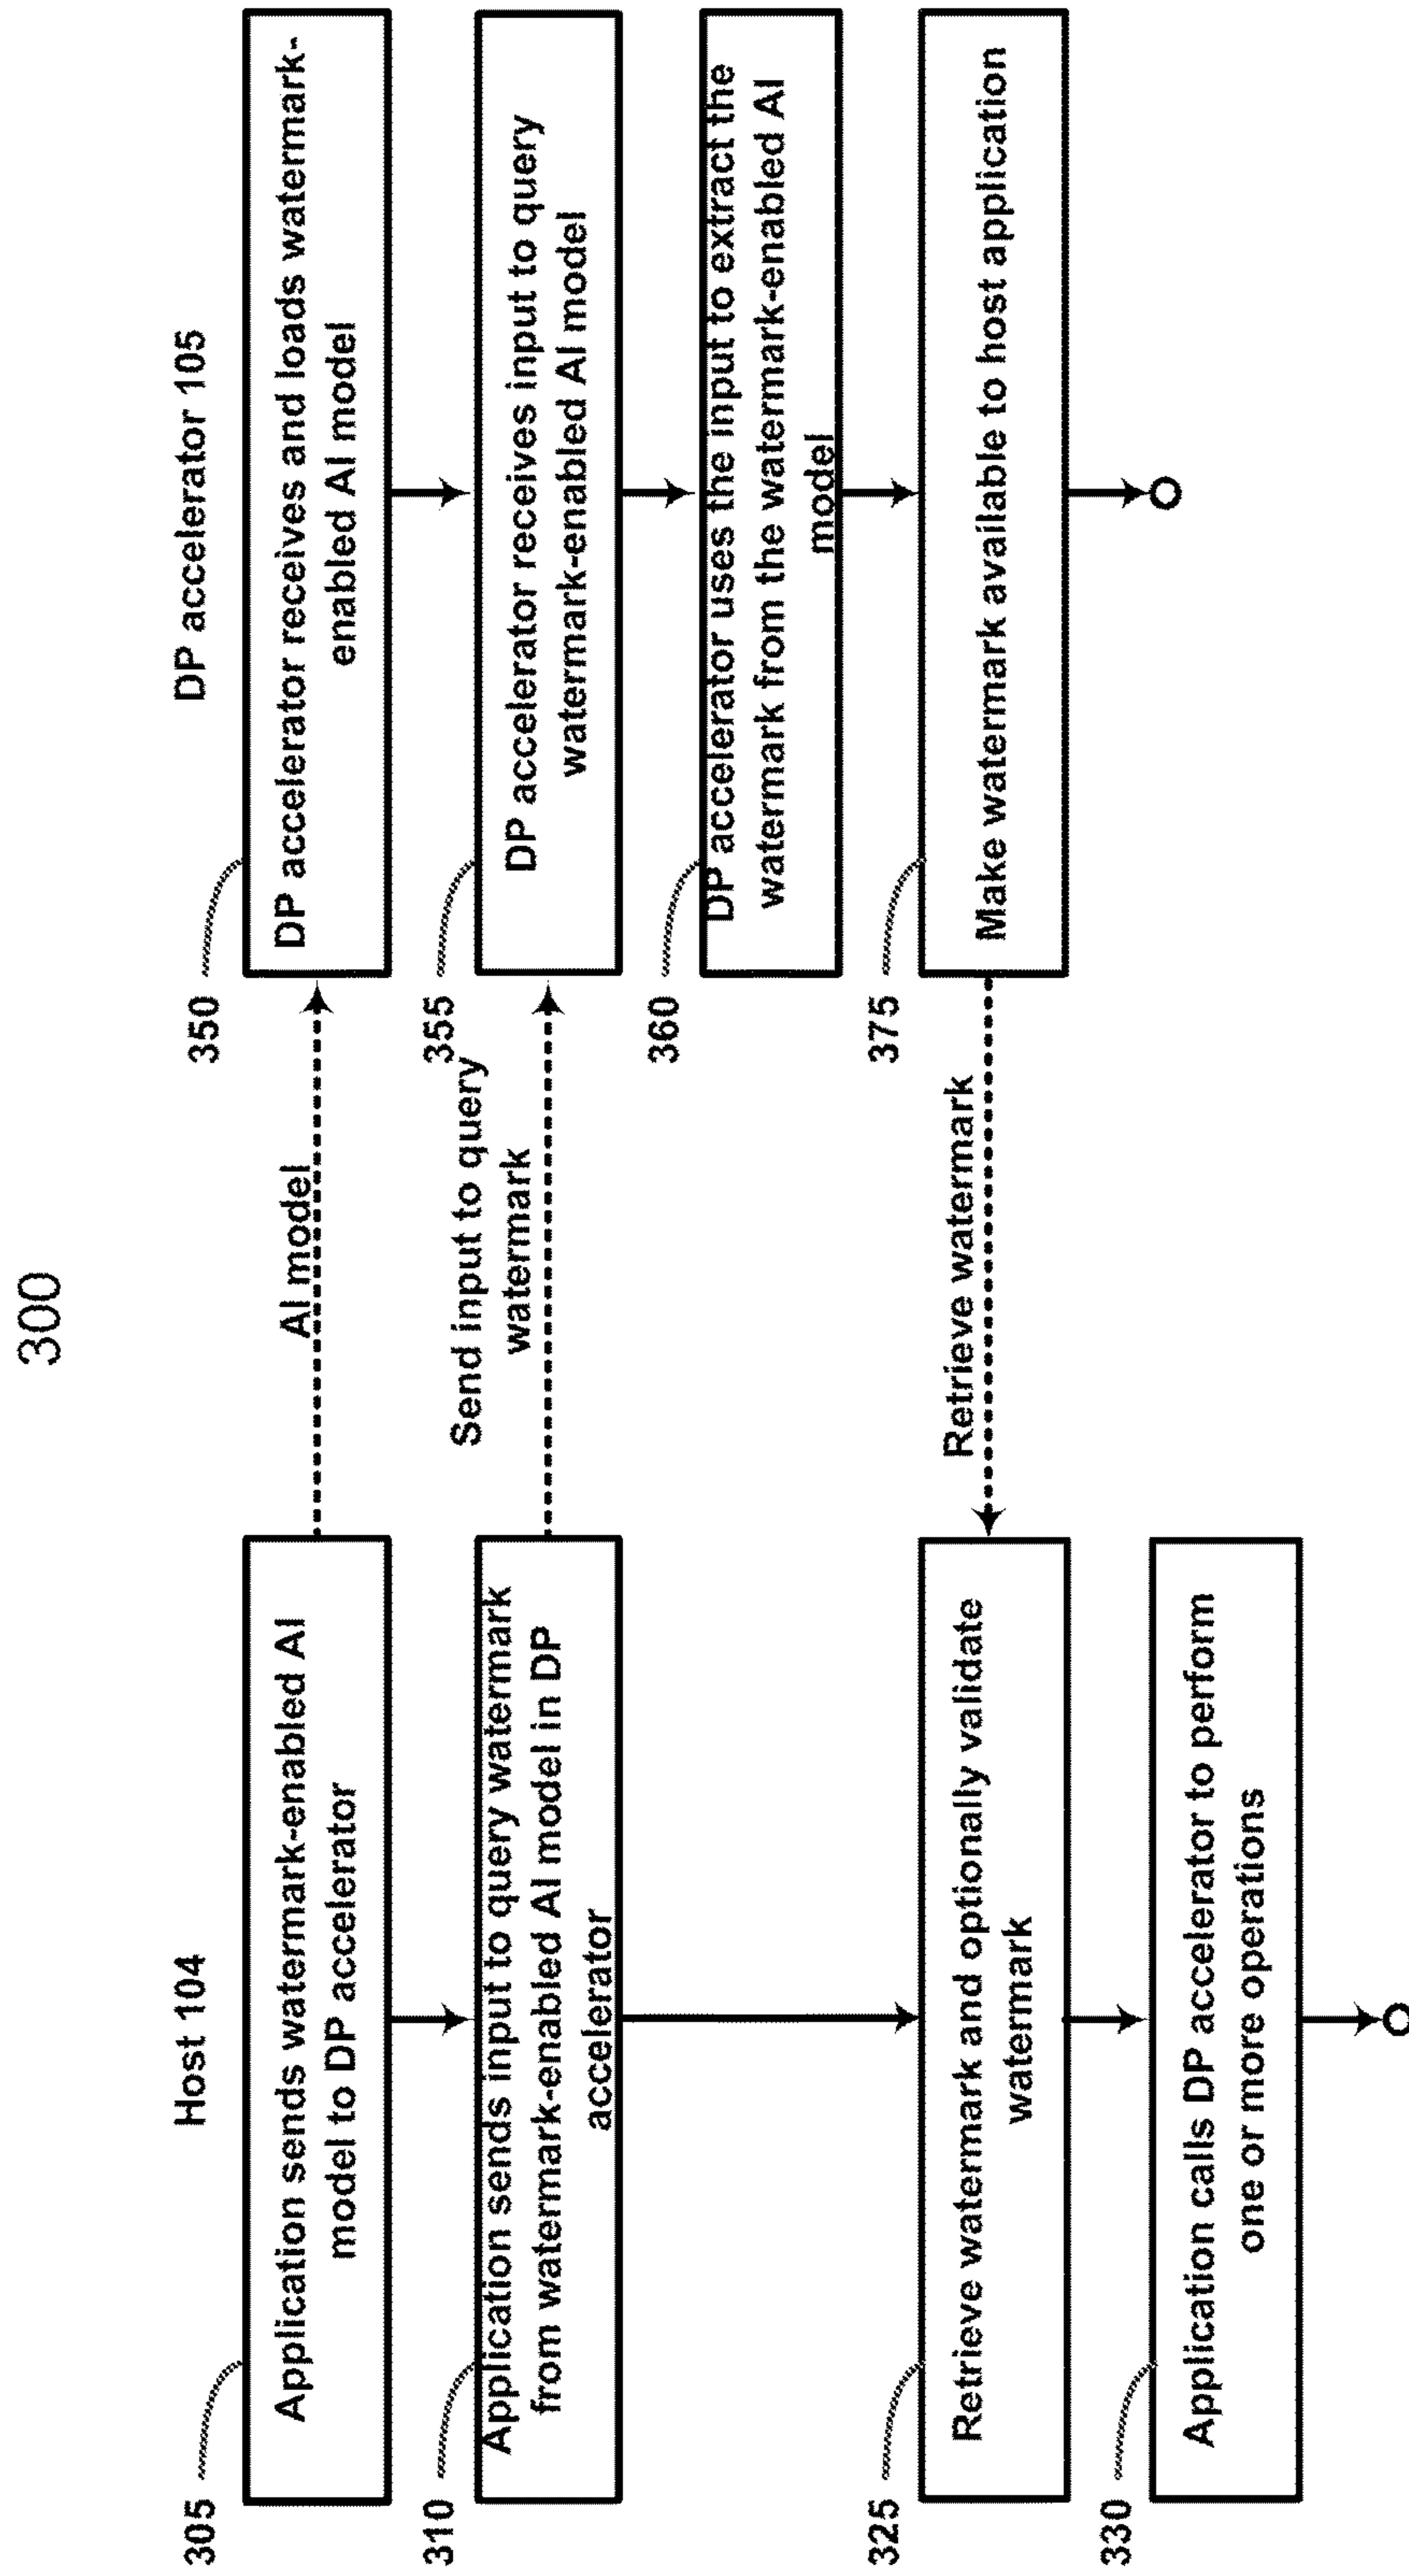 300
Host 104
DP accelerator 105
305
Application sends watermark-enabled AI
model to DP accelerator
AI model
350
DP accelerator receives and loads watermark-
enabled AI model
310
Application sends input to query watermark
from watermark-enabled AI model in DP
accelerator
Send input to query
watermark
355
DP accelerator receives input to query
watermark-enabled AI model
360
DP accelerator uses the input to extract the
watermark from the watermark-enabled AI
model
325
Retrieve watermark and optionally validate
watermark
Retrieve watermark
375
Make watermark available to host application
330
Application calls DP accelerator to perform
one or more operations